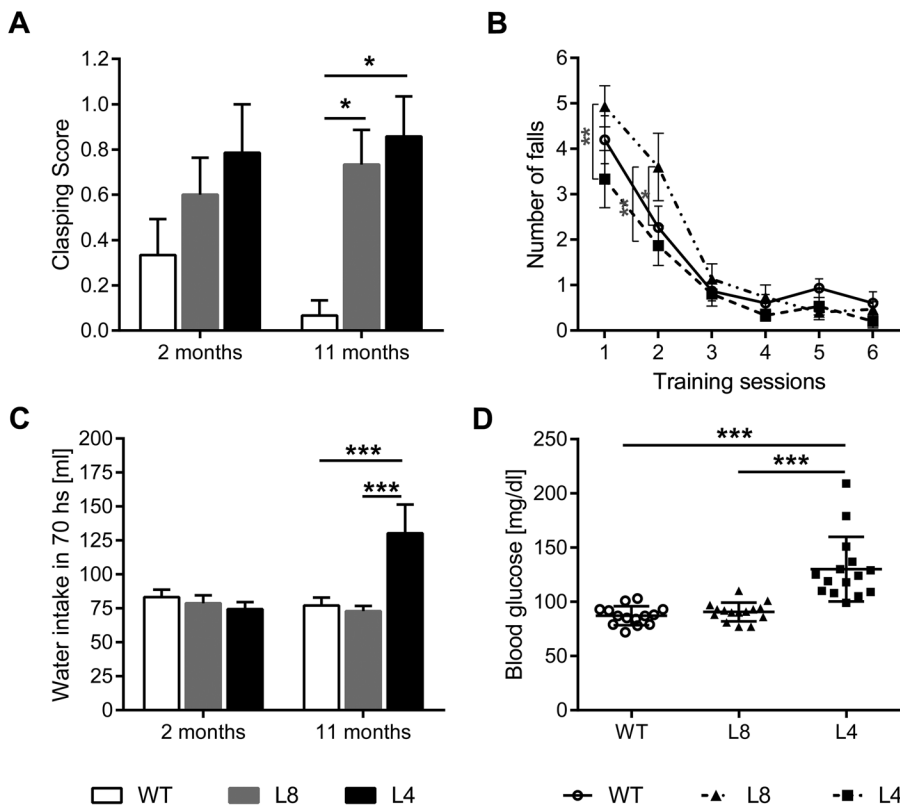 A
Clasping Score
1.2
1.0
0.8
0.6
0.4
0.2
0.0
* 
*
2 months
11 months
B
Number of falls
6
5
4
3
2
1
0
**
**
*
1 2 3 4 5 6
Training sessions
C
Water intake in 70 hs [ml]
200
175
150
125
100
75
50
25
0
***
***
2 months
11 months
D
Blood glucose [mg/dl]
250
200
150
100
50
0
***
***
WT L8 L4
WT L8 L4
WT L8 L4